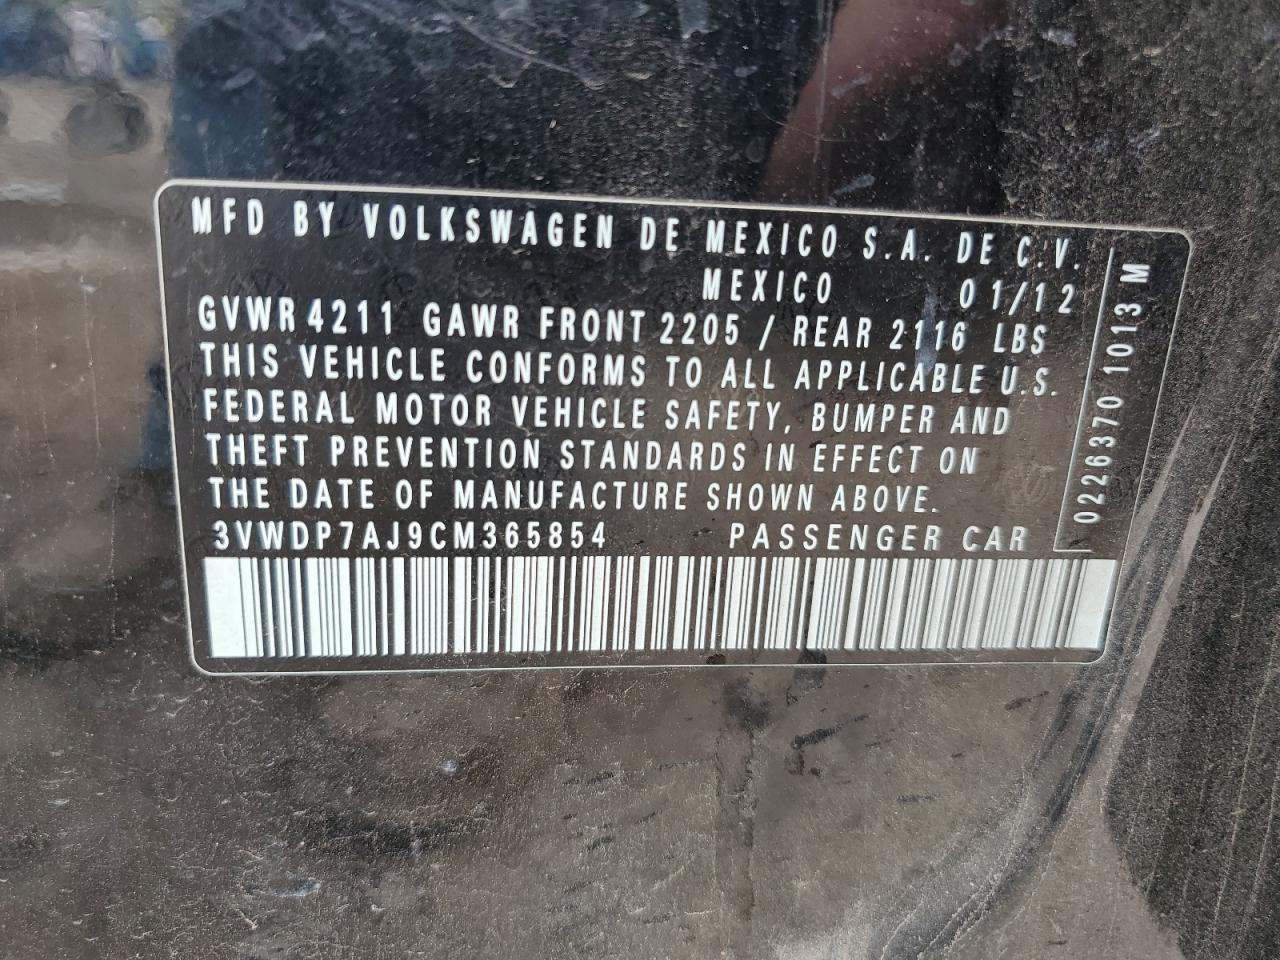 MFD BY VOLKSWAGEN DE MEXICO S.A. DE C.V.
MEXICO 01/12
GVWR 4211 GAWR FRONT 2205 / REAR 2116 LBS
THIS VEHICLE CONFORMS TO ALL APPLICABLE U.S.
FEDERAL MOTOR VEHICLE SAFETY, BUMPER AND
THEFT PREVENTION STANDARDS IN EFFECT ON
THE DATE OF MANUFACTURE SHOWN ABOVE.
3VWDP7AJ9CM365854 PASSENGER CAR
0226370 1013 M